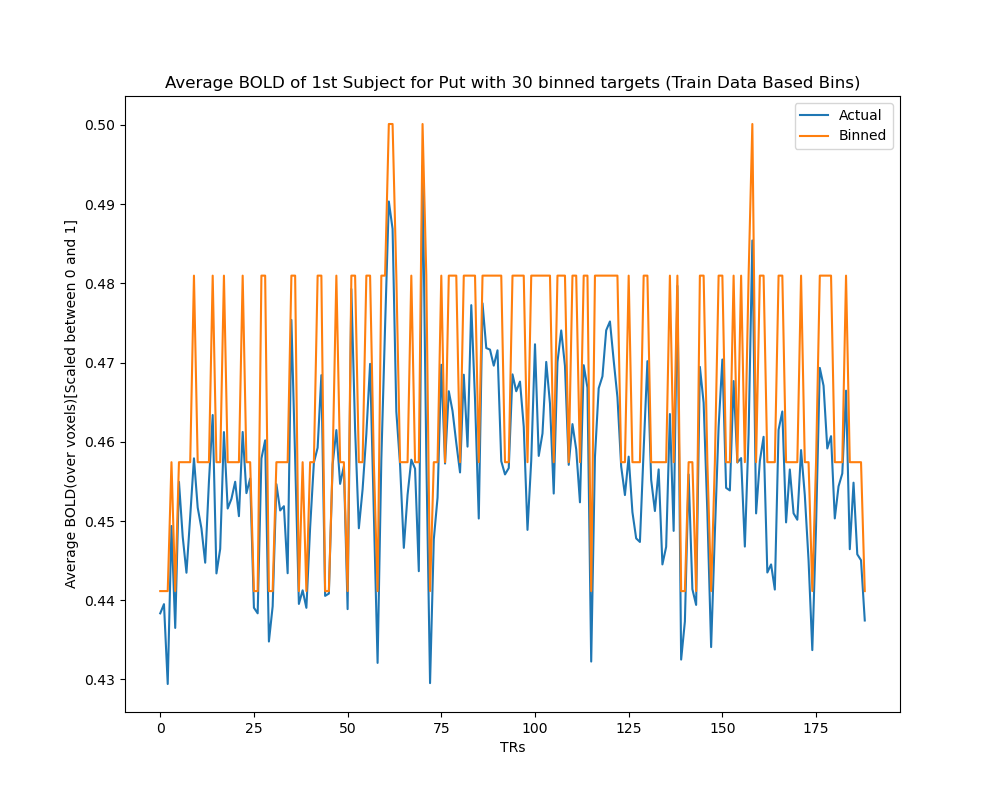 Average BOLD of 1st Subject for Put with 30 binned targets (Train Data Based Bins)
Actual
Binned
0.50
0.49
0.48
0.47
0.46
0.45
0.44
0.43
Average BOLD(over voxels)[Scaled between 0 and 1]
0 25 50 75 100 125 150 175
TRs